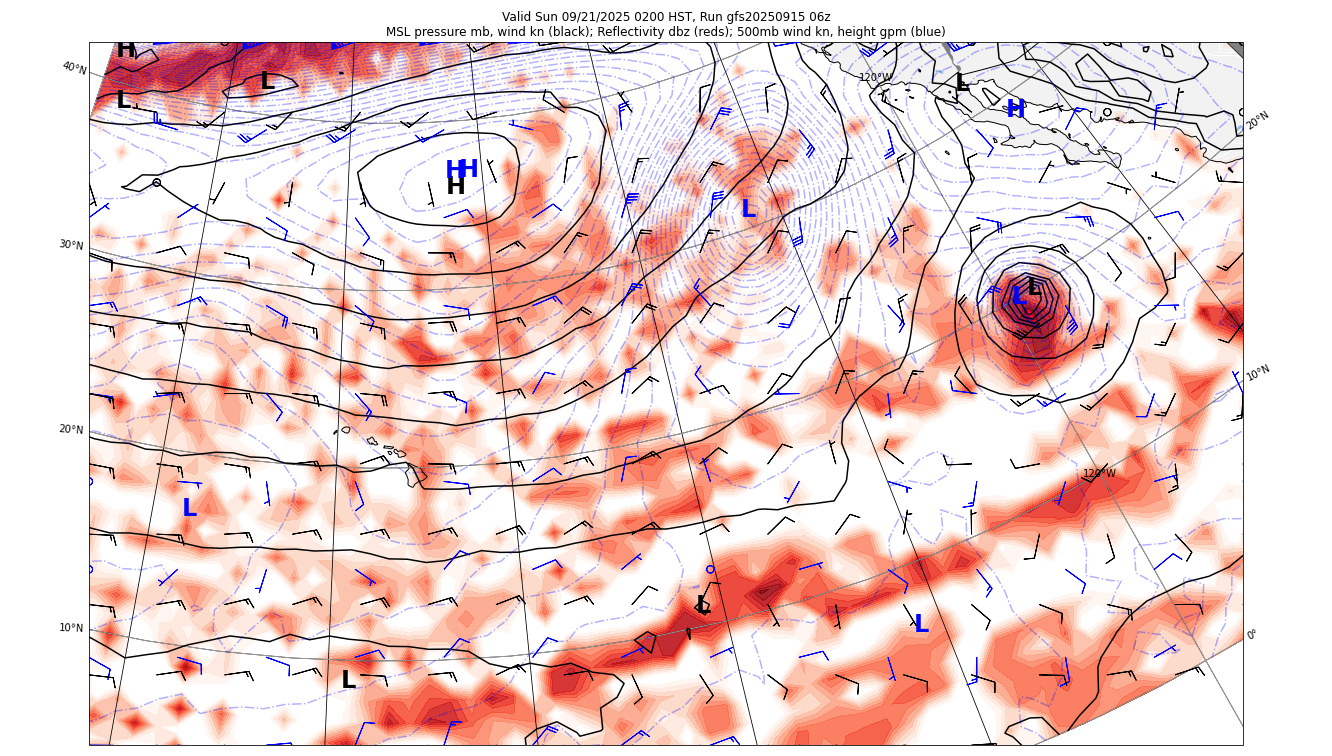 Valid Sun 09/21/2025 0200 HST, Run gfs20250915 06z
MSL pressure mb, wind kn (black); Reflectivity dbz (reds); 500mb wind kn, height gpm (blue)
H
40°N
L
L
120°W
L
H
20°N
L
HH
H
L
30°N
L
L
10°N
20°N
120°W
L
L
L
10°N
0°
L